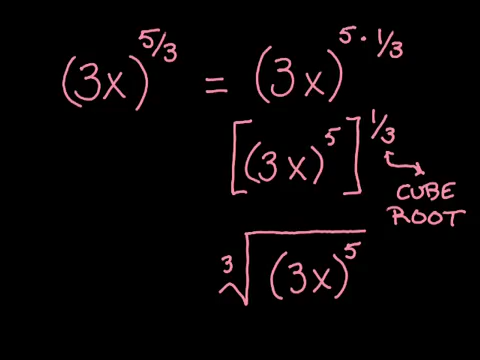 (3x)^{5/3} = (3x)^{5 · 1/3}
[(3x)^5]^{1/3}
CUBE
ROOT
∛(3x)^5